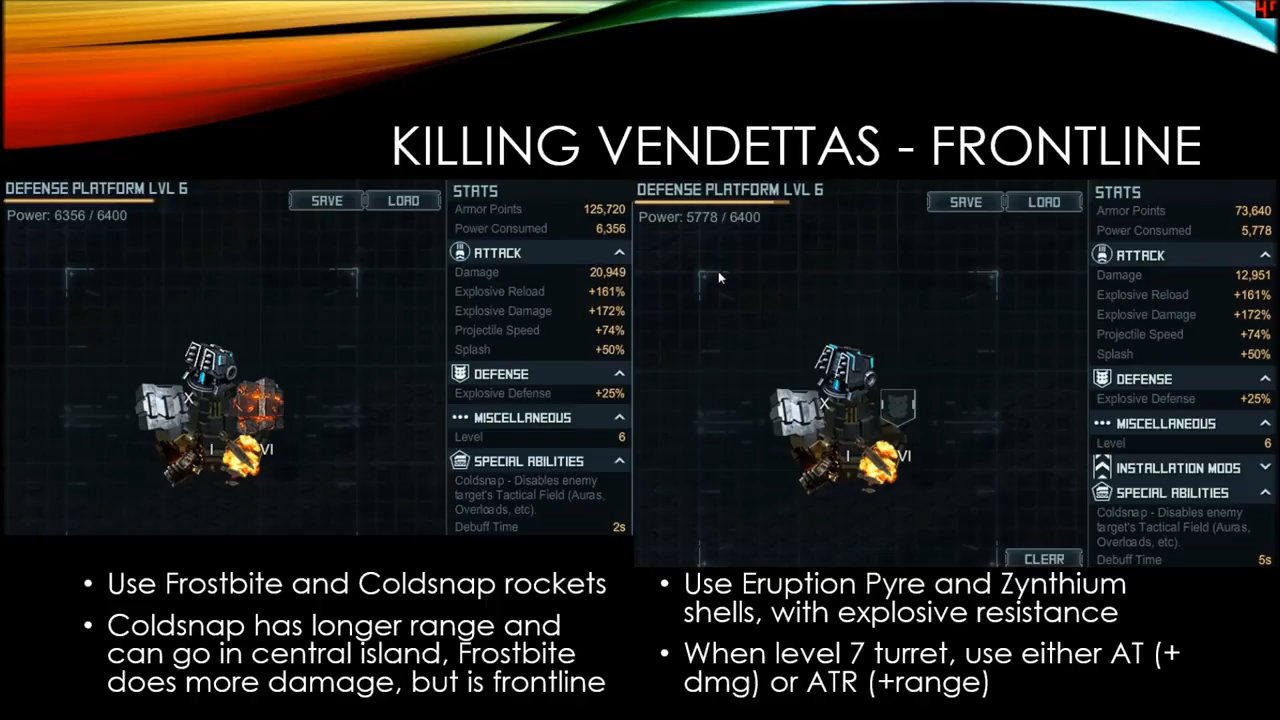 KILLING VENDETTAS - FRONTLINE
DEFENSE PLATFORM LVL 6
Power: 6356 / 6400
SAVE
LOAD
X
I
VI
STATS
Armor Points 125,720
Power Consumed 6,356
ATTACK
Damage 20,949
Explosive Reload +161%
Explosive Damage +172%
Projectile Speed +74%
Splash +50%
DEFENSE
Explosive Defense +25%
MISCELLANEOUS
Level 6
SPECIAL ABILITIES
Coldsnap - Disables enemy
target's Tactical Field (Auras,
Overloads, etc).
Debuff Time 2s
DEFENSE PLATFORM LVL 6
Power: 5778 / 6400
SAVE
LOAD
X
I
VI
CLEAR
STATS
Armor Points 73,640
Power Consumed 5,778
ATTACK
Damage 12,951
Explosive Reload +161%
Explosive Damage +172%
Projectile Speed +74%
Splash +50%
DEFENSE
Explosive Defense +25%
MISCELLANEOUS
Level 6
INSTALLATION MODS
SPECIAL ABILITIES
Coldsnap - Disables enemy
target's Tactical Field (Auras,
Overloads, etc).
Debuff Time 5s
• Use Frostbite and Coldsnap rockets
• Coldsnap has longer range and
can go in central island, Frostbite
does more damage, but is frontline
• Use Eruption Pyre and Zynthium
shells, with explosive resistance
• When level 7 turret, use either AT (+
dmg) or ATR (+range)